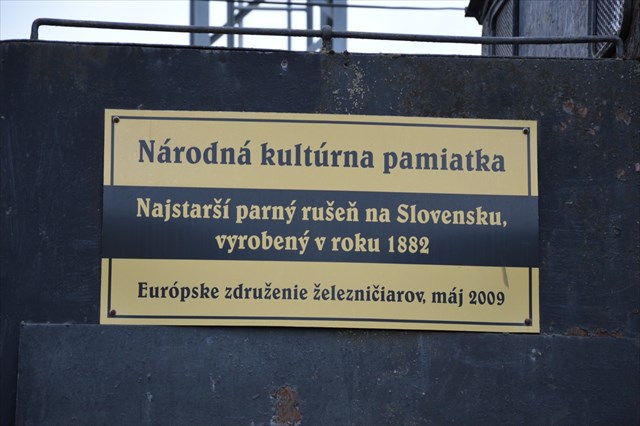 Národná kultúrna pamiatka
Najstarší parný rušeň na Slovensku,
vyrobený v roku 1882
Európske združenie železničiarov, máj 2009